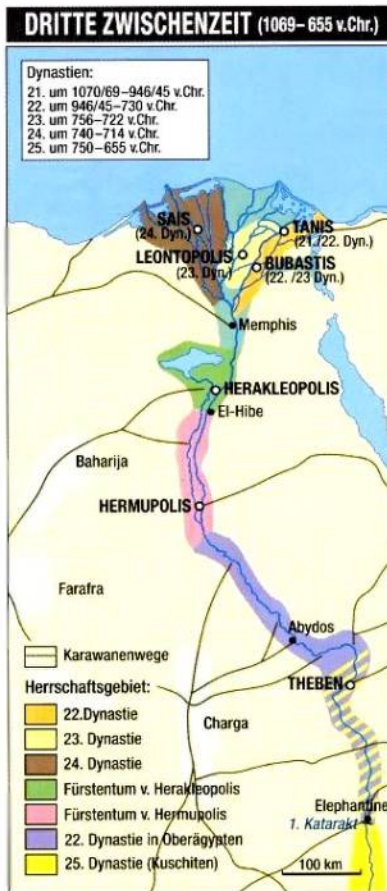 DRITTE ZWISCHENZEIT (1069–655 v.Chr.)
Dynastien:
21. um 1070/69–946/45 v.Chr.
22. um 946/45–730 v.Chr.
23. um 756–722 v.Chr.
24. um 740–714 v.Chr.
25. um 750–655 v.Chr.
SAIS
(24. Dyn.)
TANIS
(21./22. Dyn.)
LEONTOPOLIS
(23. Dyn.)
BUBASTIS
(22. /23 Dyn.)
Memphis
HERAKLEOPOLIS
El-Hibe
Baharija
HERMUPOLIS
Farafra
Abydos
Karawanenwege
THEBEN
Herrschaftsgebiet:
22.Dynastie
23. Dynastie
Charga
24. Dynastie
Fürstentum v. Herakleopolis
Fürstentum v. Hermupolis
Elephantine
1. Katarakt
22. Dynastie in Oberägypten
25. Dynastie (Kuschiten)
100 km